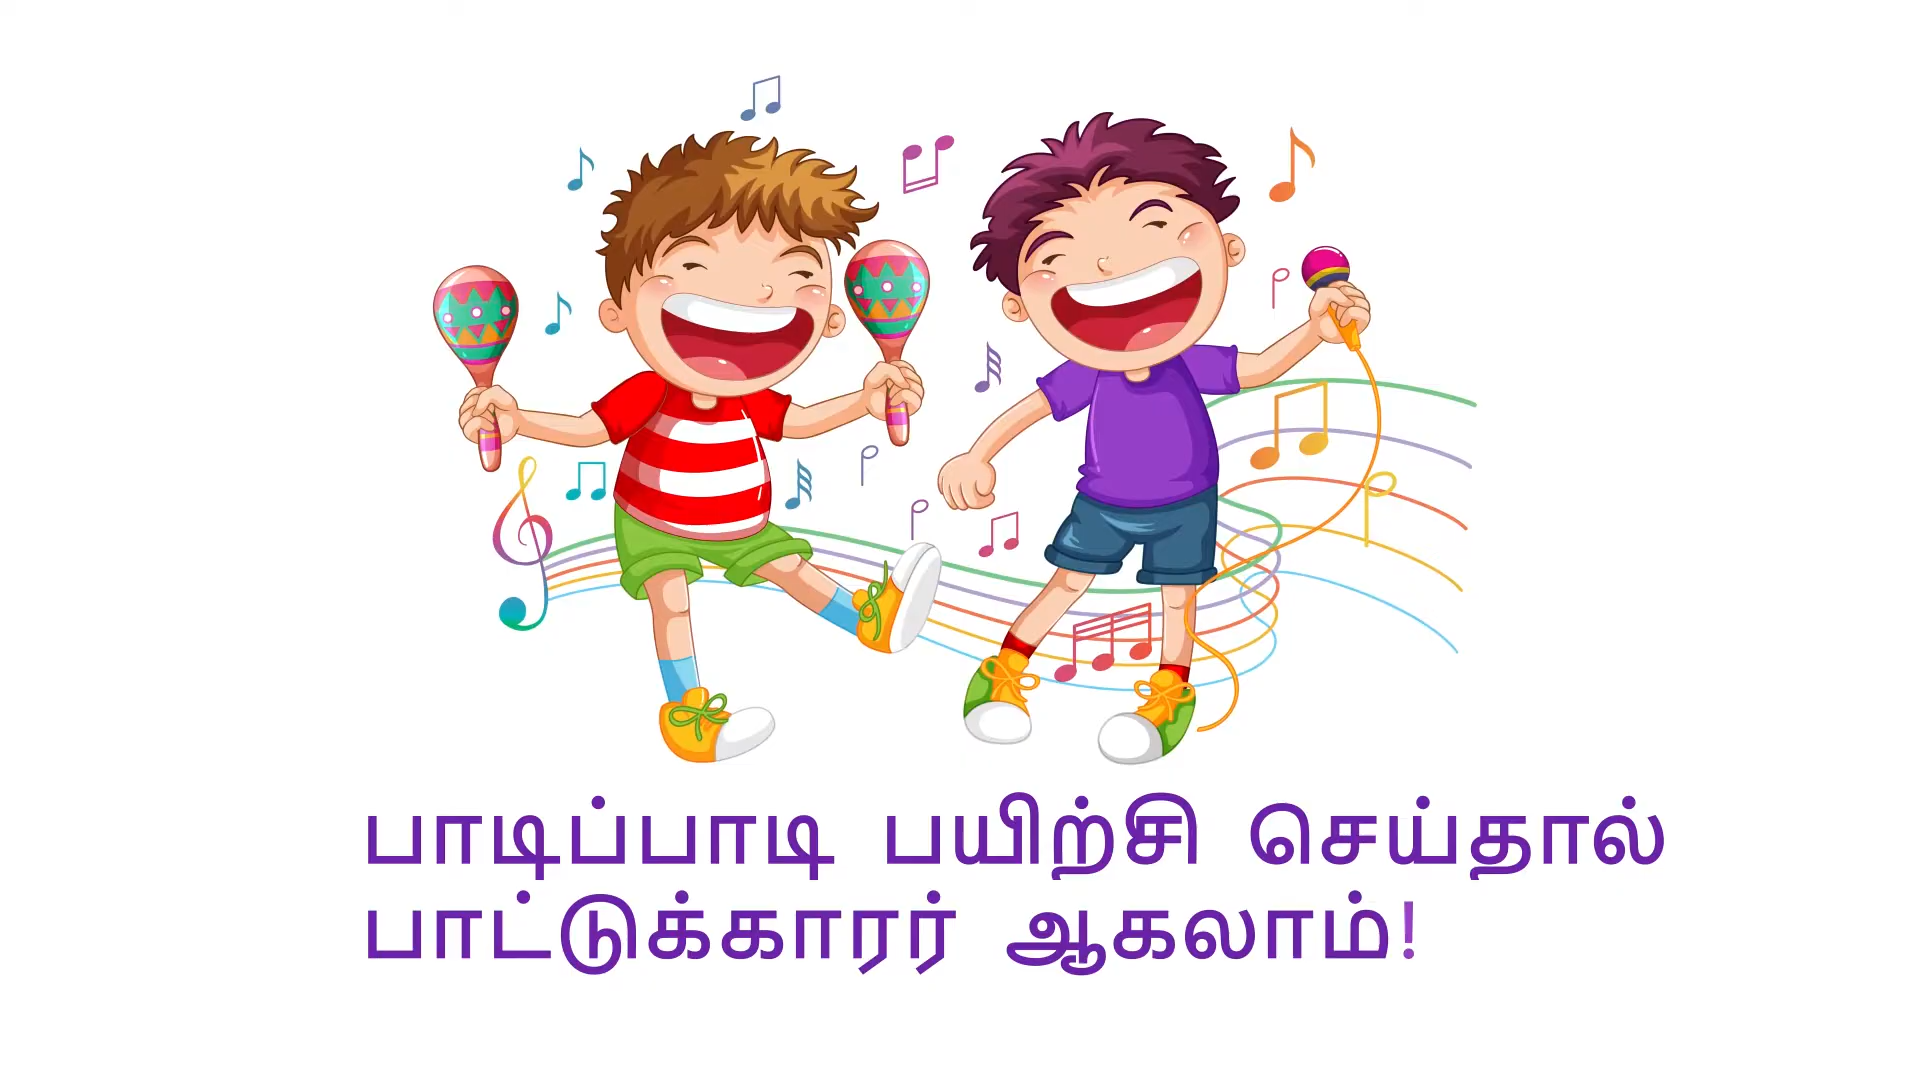 பாடிப்பாடி பயிற்சி செய்தால்
பாட்டுக்காரர் ஆகலாம்!